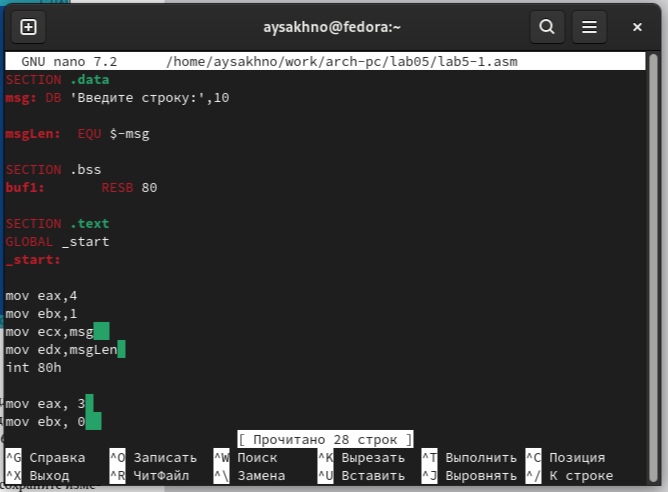 aysakhno@fedora:~
GNU nano 7.2 /home/aysakhno/work/arch-pc/lab05/lab5-1.asm
SECTION .data
msg: DB 'Введите строку:',10
msgLen: EQU $-msg
SECTION .bss
buf1: RESB 80
SECTION .text
GLOBAL _start
_start:
mov eax,4
mov ebx,1
mov ecx,msg
mov edx,msgLen
int 80h
mov eax, 3
mov ebx, 0
[ Прочитано 28 строк ]
^G Справка ^O Записать ^W Поиск ^K Вырезать ^T Выполнить ^C Позиция
^X Выход ^R ЧитФайл ^\ Замена ^U Вставить ^J Выровнять ^/ К строке